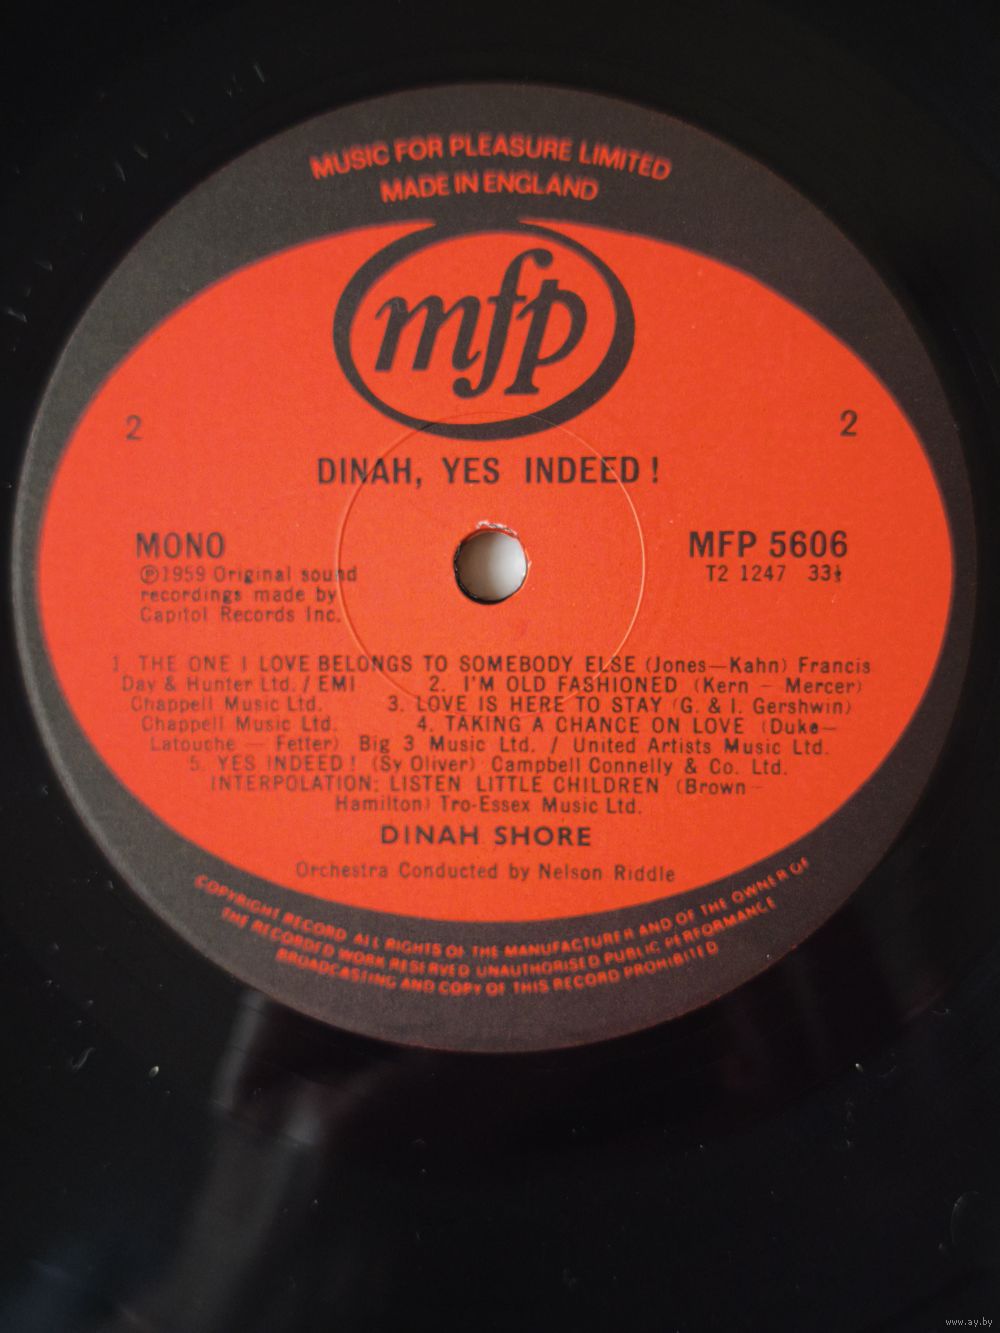 MUSIC FOR PLEASURE LIMITED
MADE IN ENGLAND
mfp
2
2
DINAH, YES INDEED !
MONO
MFP 5606
℗1959 Original sound
recordings made by
Capitol Records Inc.
T2 1247 33⅓
1. THE ONE I LOVE BELONGS TO SOMEBODY ELSE (Jones—Kahn) Francis
Day & Hunter Ltd. / EMI 2. I'M OLD FASHIONED (Kern — Mercer)
Chappell Music Ltd. 3. LOVE IS HERE TO STAY (G. & I. Gershwin)
Chappell Music Ltd. 4. TAKING A CHANCE ON LOVE (Duke—
Latouche — Fetter) Big 3 Music Ltd. / United Artists Music Ltd.
5. YES INDEED ! (Sy Oliver) Campbell Connelly & Co. Ltd.
INTERPOLATION: LISTEN LITTLE CHILDREN (Brown—
Hamilton) Tro-Essex Music Ltd.
DINAH SHORE
Orchestra Conducted by Nelson Riddle
COPYRIGHT RECORD ALL RIGHTS OF THE MANUFACTURER AND OF THE OWNER OF
THE RECORDED WORK RESERVED UNAUTHORISED PUBLIC PERFORMANCE
BROADCASTING AND COPY OF THIS RECORD PROHIBITED
www.ay.by